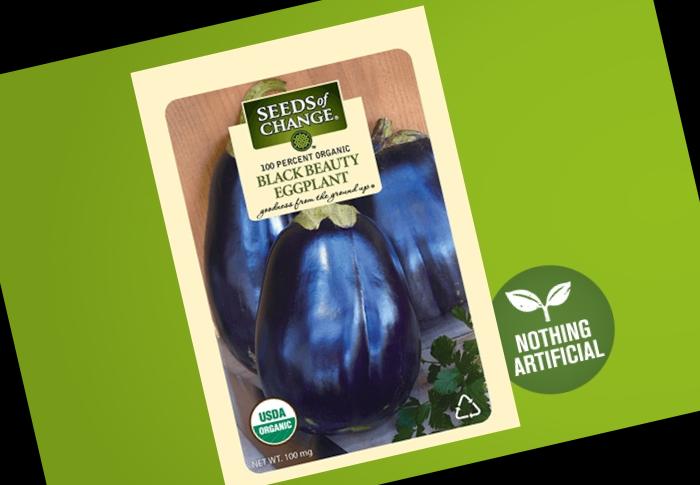 SEEDS of
CHANGE®
™
100 PERCENT ORGANIC
BLACK BEAUTY
EGGPLANT
goodness from the ground up
USDA
ORGANIC
NET WT. 100 mg
NOTHING
ARTIFICIAL